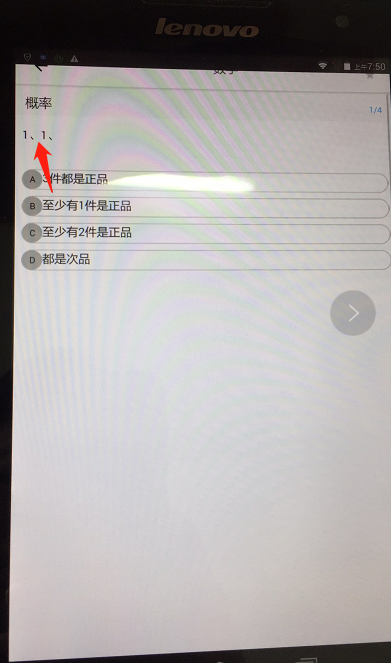 lenovo
上午7:50
概率
1/4
1、1、
A 3件都是正品
B 至少有1件是正品
C 至少有2件是正品
D 都是次品